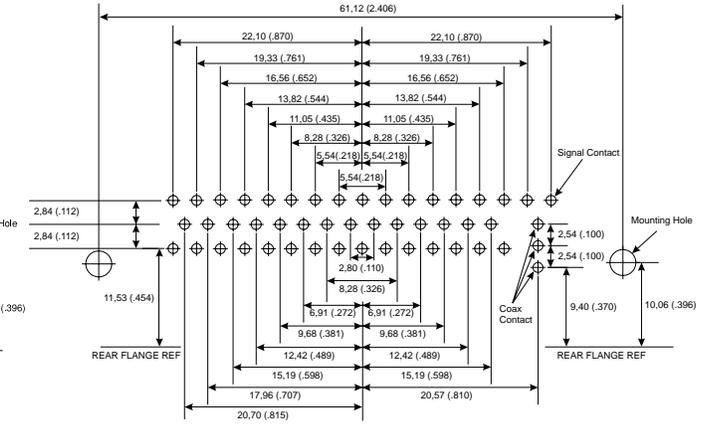 61,12 (2.406)
22,10 (.870) 22,10 (.870)
19,33 (.761) 19,33 (.761)
16,56 (.652) 16,56 (.652)
13,82 (.544) 13,82 (.544)
11,05 (.435) 11,05 (.435)
8,28 (.326) 8,28 (.326)
5,54(.218) 5,54(.218)
5,54(.218)
Signal Contact
2,84 (.112)
Hole
2,84 (.112)
Mounting Hole
2,54 (.100)
2,54 (.100)
2,80 (.110)
8,28 (.326)
11,53 (.454)
(.396)
6,91 (.272) 6,91 (.272)
Coax
Contact
9,40 (.370)
10,06 (.396)
9,68 (.381) 9,68 (.381)
REAR FLANGE REF
12,42 (.489) 12,42 (.489)
REAR FLANGE REF
15,19 (.598) 15,19 (.598)
17,96 (.707) 20,57 (.810)
20,70 (.815)